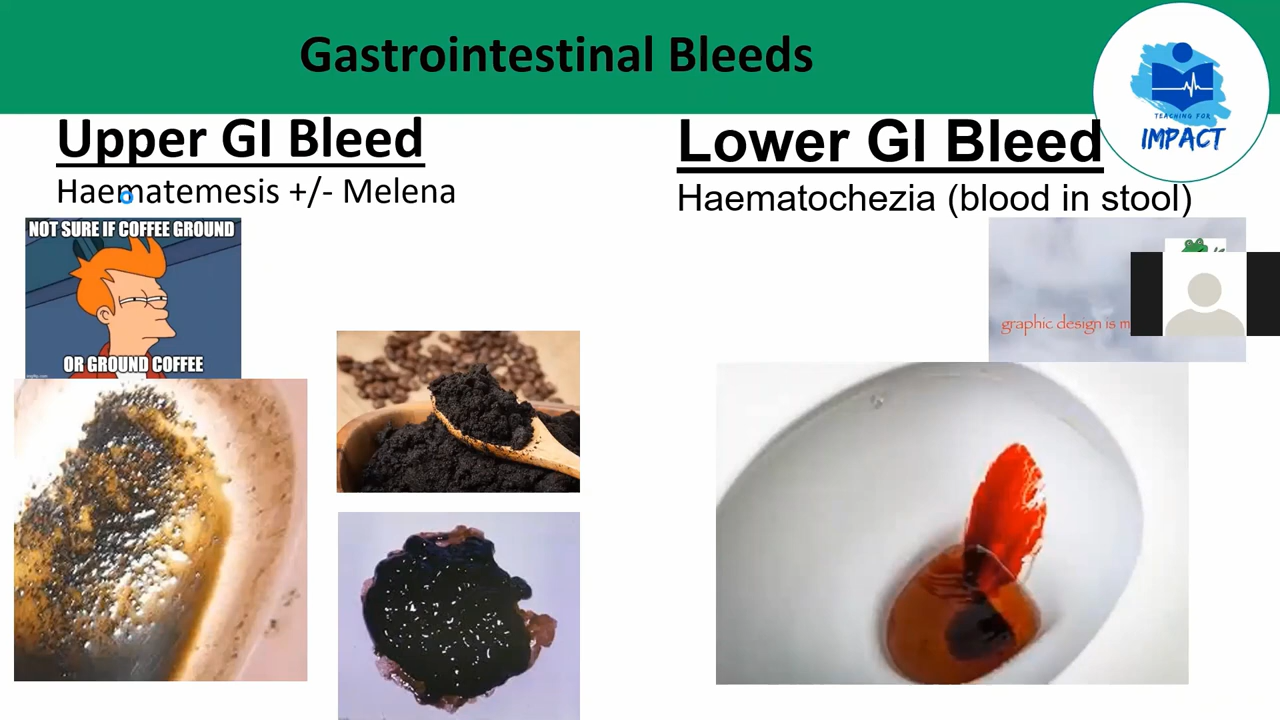 Gastrointestinal Bleeds
TEACHING FOR
IMPACT
Upper GI Bleed
Haematemesis +/- Melena
NOT SURE IF COFFEE GROUND
OR GROUND COFFEE
Lower GI Bleed
Haematochezia (blood in stool)
graphic design is